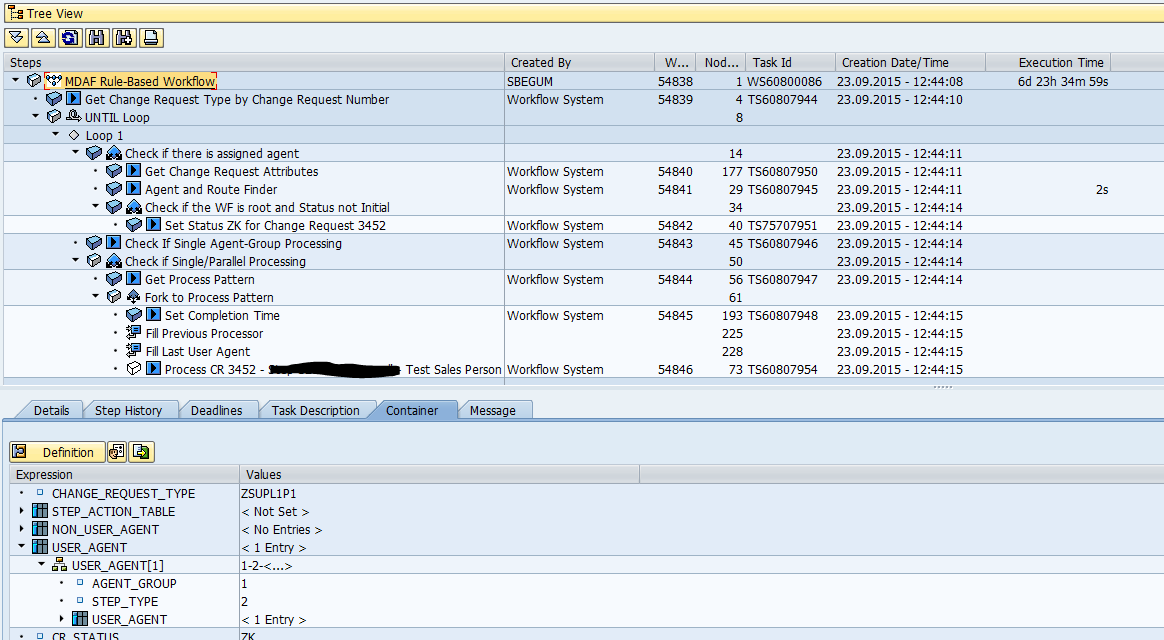 Tree View
Steps Created By W... Nod... Task Id Creation Date/Time Execution Time
MDAF Rule-Based Workflow SBEGUM 54838 1 WS60800086 23.09.2015 - 12:44:08 6d 23h 34m 59s
Get Change Request Type by Change Request Number Workflow System 54839 4 TS60807944 23.09.2015 - 12:44:10
UNTIL Loop 8
Loop 1
Check if there is assigned agent 14 23.09.2015 - 12:44:11
Get Change Request Attributes Workflow System 54840 177 TS60807950 23.09.2015 - 12:44:11
Agent and Route Finder Workflow System 54841 29 TS60807945 23.09.2015 - 12:44:11 2s
Check if the WF is root and Status not Initial 34 23.09.2015 - 12:44:14
Set Status ZK for Change Request 3452 Workflow System 54842 40 TS75707951 23.09.2015 - 12:44:14
Check If Single Agent-Group Processing Workflow System 54843 45 TS60807946 23.09.2015 - 12:44:14
Check if Single/Parallel Processing 50 23.09.2015 - 12:44:14
Get Process Pattern Workflow System 54844 56 TS60807947 23.09.2015 - 12:44:14
Fork to Process Pattern 61 23.09.2015 - 12:44:14
Set Completion Time Workflow System 54845 193 TS60807948 23.09.2015 - 12:44:15
Fill Previous Processor 225 23.09.2015 - 12:44:15
Fill Last User Agent 228 23.09.2015 - 12:44:15
Process CR 3452 - - Test Sales Person Workflow System 54846 73 TS60807954 23.09.2015 - 12:44:15
Details Step History Deadlines Task Description Container Message
Definition
Expression Values
CHANGE_REQUEST_TYPE ZSUPL1P1
STEP_ACTION_TABLE < Not Set >
NON_USER_AGENT < No Entries >
USER_AGENT < 1 Entry >
USER_AGENT[1] 1-2-<...>
AGENT_GROUP 1
STEP_TYPE 2
USER_AGENT < 1 Entry >
CR_STATUS ZK